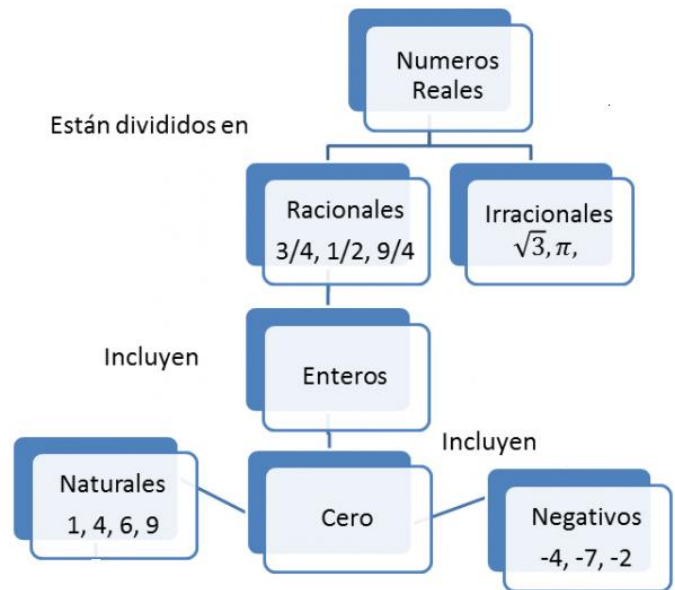 Numeros
Reales
Están divididos en
Racionales
3/4, 1/2, 9/4
Irracionales
√3, π,
Incluyen
Enteros
Incluyen
Naturales
1, 4, 6, 9
Cero
Negativos
-4, -7, -2